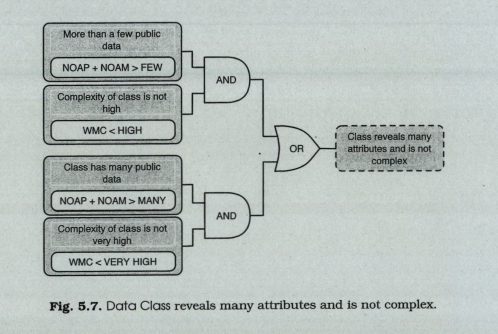 More than a few public
data
NOAP + NOAM > FEW
Complexity of class is not
high
WMC < HIGH
AND
Class has many public
data
NOAP + NOAM > MANY
Complexity of class is not
very high
WMC < VERY HIGH
AND
OR
Class reveals many
attributes and is not
complex
Fig. 5.7. Data Class reveals many attributes and is not complex.